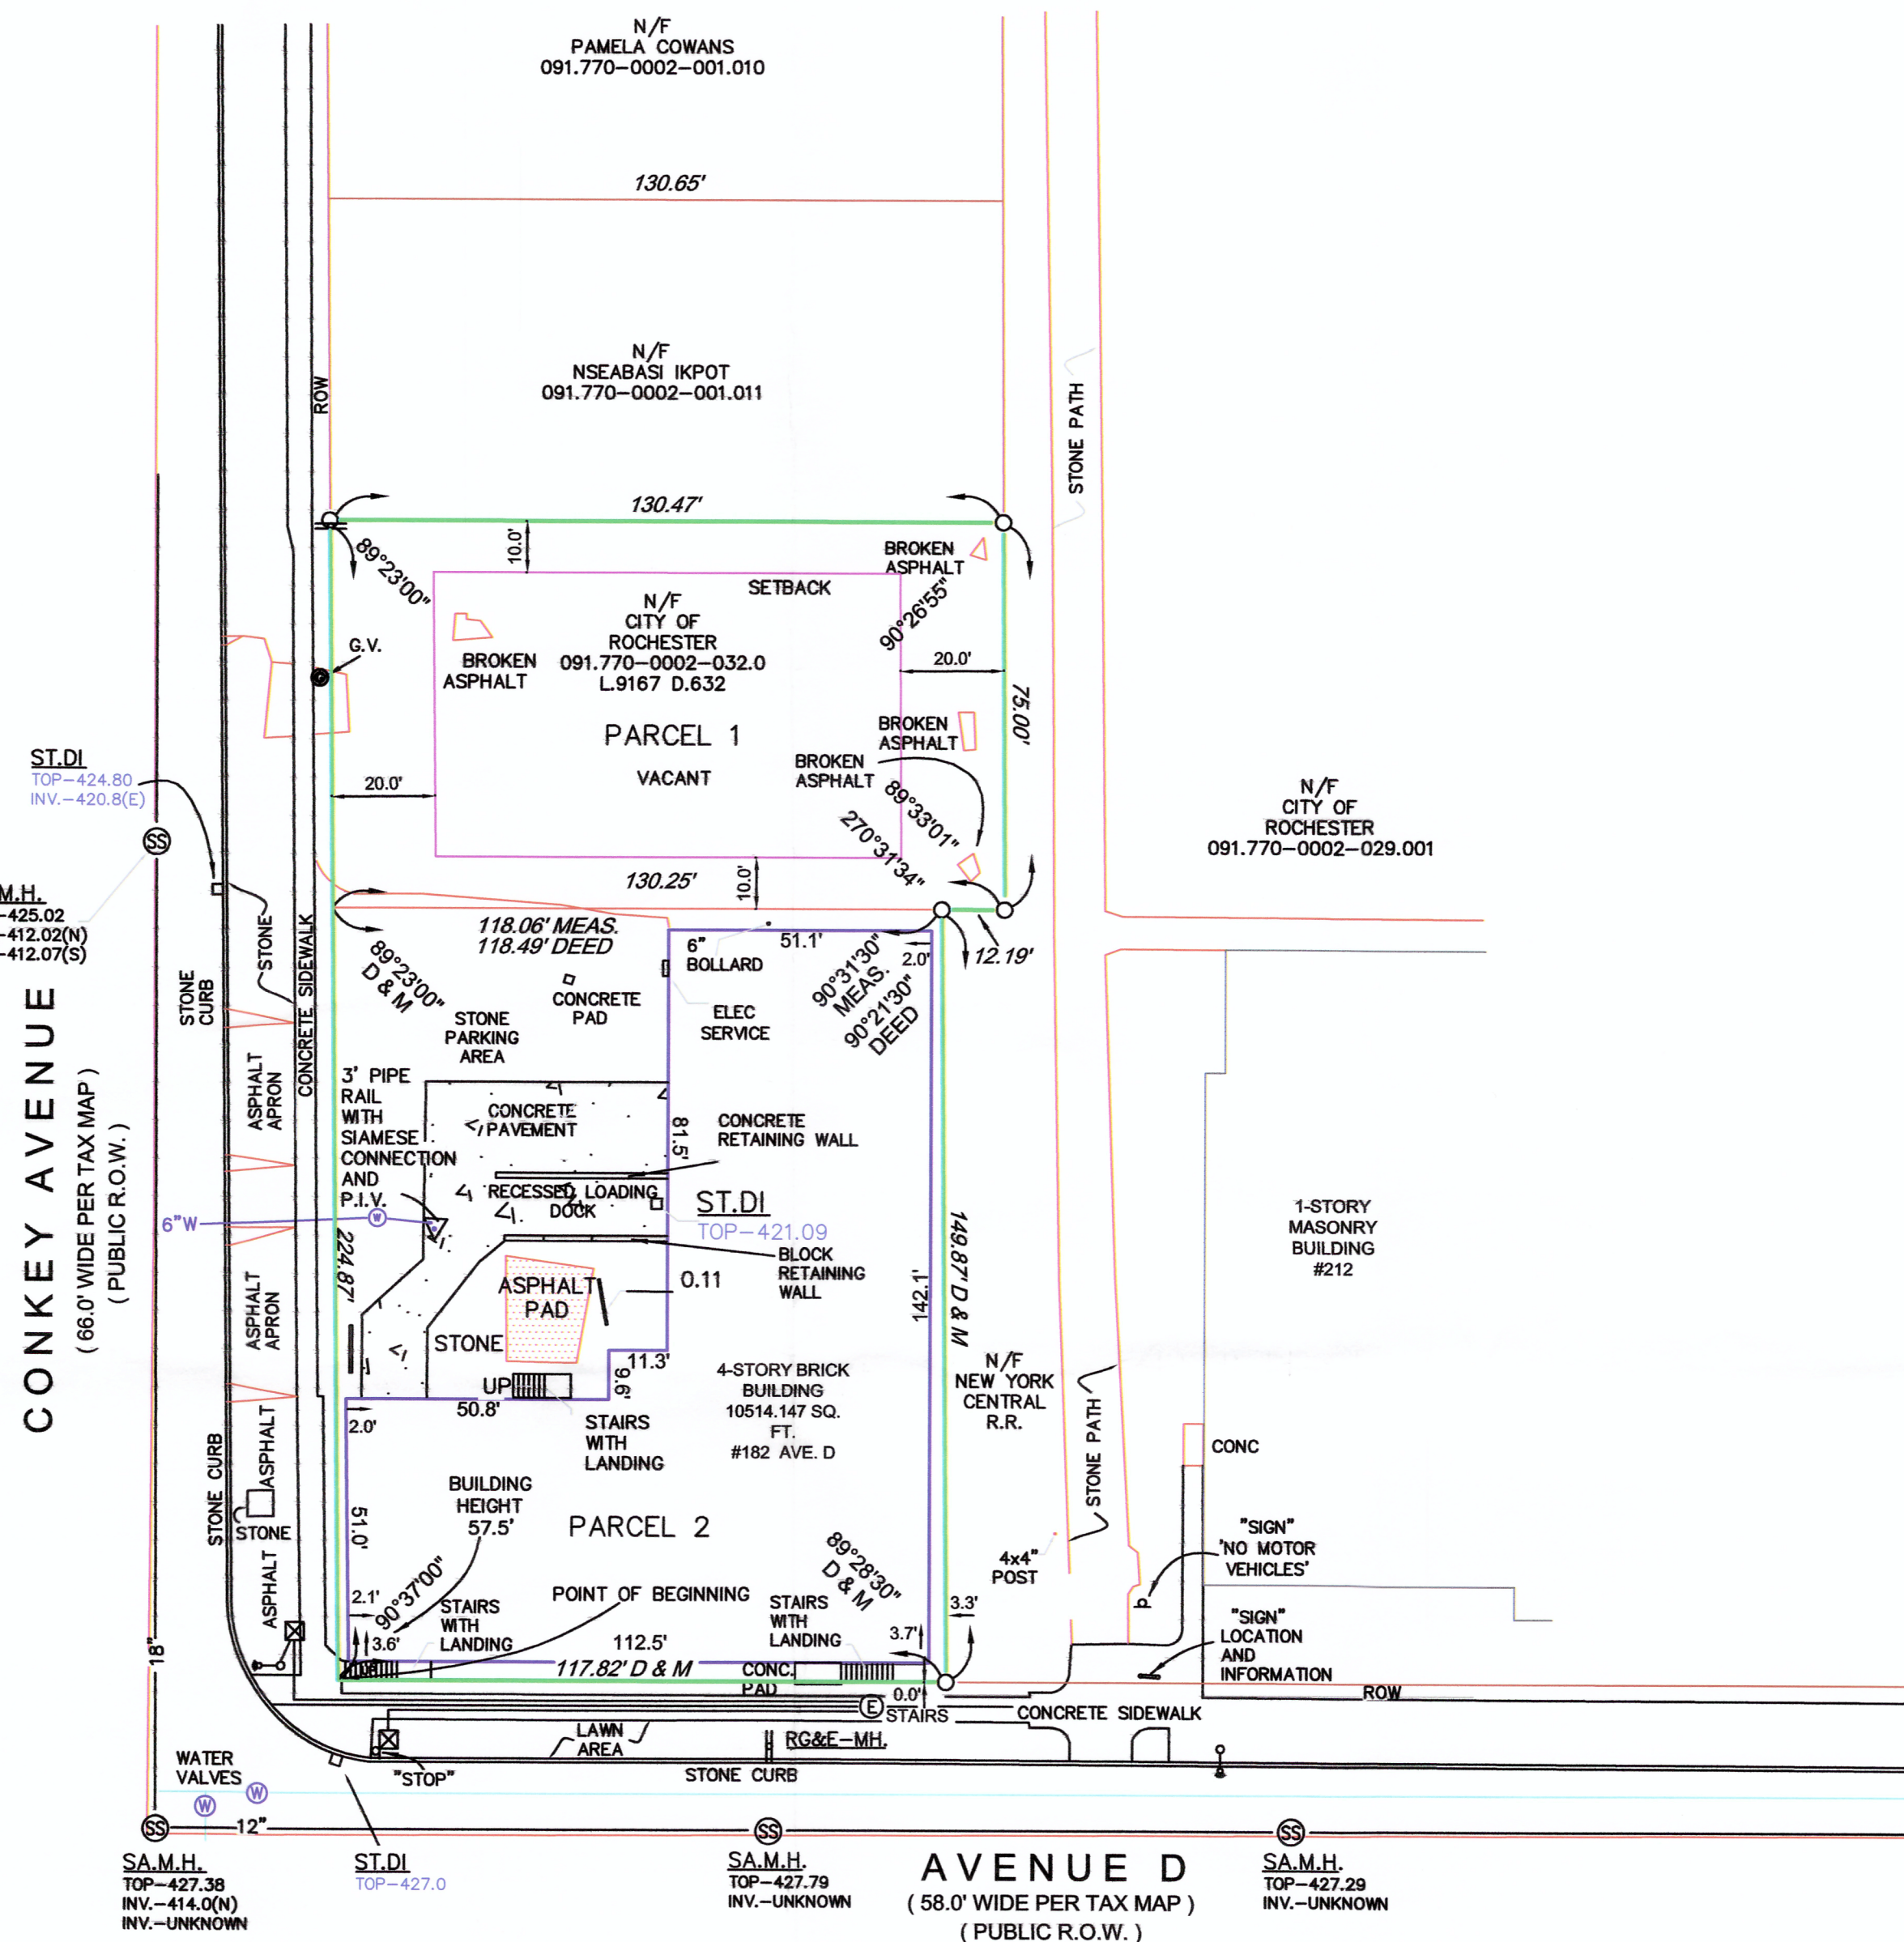 N/F
PAMELA COWANS
091.770-0002-001.010
130.65'
N/F
NSEABASI IKPOT
091.770-0002-001.011
ROW
STONE PATH
130.47'
10.0'
89°23'00"
BROKEN
ASPHALT
SETBACK
90°26'55"
N/F
CITY OF
ROCHESTER
091.770-0002-032.0
L.9167 D.632
G.V.
BROKEN
ASPHALT
20.0'
75.00'
PARCEL 1
VACANT
BROKEN
ASPHALT
BROKEN
ASPHALT
20.0'
89°33'01"
270°31'34"
ST.DI
TOP-424.80
INV.-420.8(E)
SS
N/F
CITY OF
ROCHESTER
091.770-0002-029.001
M.H.
-425.02
-412.02(N)
-412.07(S)
130.25'
10.0'
118.06' MEAS.
118.49' DEED
89°23'00"
D & M
6"
BOLLARD
51.1'
2.0'
12.19'
90°31'30"
MEAS.
90°21'30"
DEED
STONE
CONCRETE SIDEWALK
STONE
CURB
CONCRETE
PAD
ELEC
SERVICE
STONE
PARKING
AREA
CONKEY AVENUE
( 66.0' WIDE PER TAX MAP )
( PUBLIC R.O.W. )
ASPHALT
APRON
3' PIPE
RAIL
WITH
SIAMESE
CONNECTION
AND
P.I.V.
CONCRETE
PAVEMENT
81.5'
CONCRETE
RETAINING WALL
RECESSED LOADING
DOCK
ST.DI
TOP-421.09
6"W
W
224.87'
149.87' D & M
142.1'
BLOCK
RETAINING
WALL
0.11
ASPHALT
PAD
STONE
1-STORY
MASONRY
BUILDING
#212
ASPHALT
APRON
11.3'
9.6'
UP
50.8'
2.0'
4-STORY BRICK
BUILDING
10514.147 SQ.
FT.
#182 AVE. D
N/F
NEW YORK
CENTRAL
R.R.
STONE PATH
CONC
STAIRS
WITH
LANDING
STONE CURB
ASPHALT
STONE
ASPHALT
BUILDING
HEIGHT
57.5'
51.0'
PARCEL 2
89°28'30"
D & M
4x4"
POST
"SIGN"
'NO MOTOR
VEHICLES'
2.1'
90°37'00"
POINT OF BEGINNING
STAIRS
WITH
LANDING
STAIRS
WITH
LANDING
3.3'
3.6'
3.7'
"SIGN"
LOCATION
AND
INFORMATION
112.5'
117.82' D & M
CONC.
PAD
0.0'
18"
ROW
E
STAIRS
CONCRETE SIDEWALK
LAWN
AREA
RG&E-MH.
WATER
VALVES
"STOP"
STONE CURB
W
W
SS
12"
SS
SS
SA.M.H.
TOP-427.38
INV.-414.0(N)
INV.-UNKNOWN
ST.DI
TOP-427.0
SA.M.H.
TOP-427.79
INV.-UNKNOWN
AVENUE D
( 58.0' WIDE PER TAX MAP )
( PUBLIC R.O.W. )
SA.M.H.
TOP-427.29
INV.-UNKNOWN